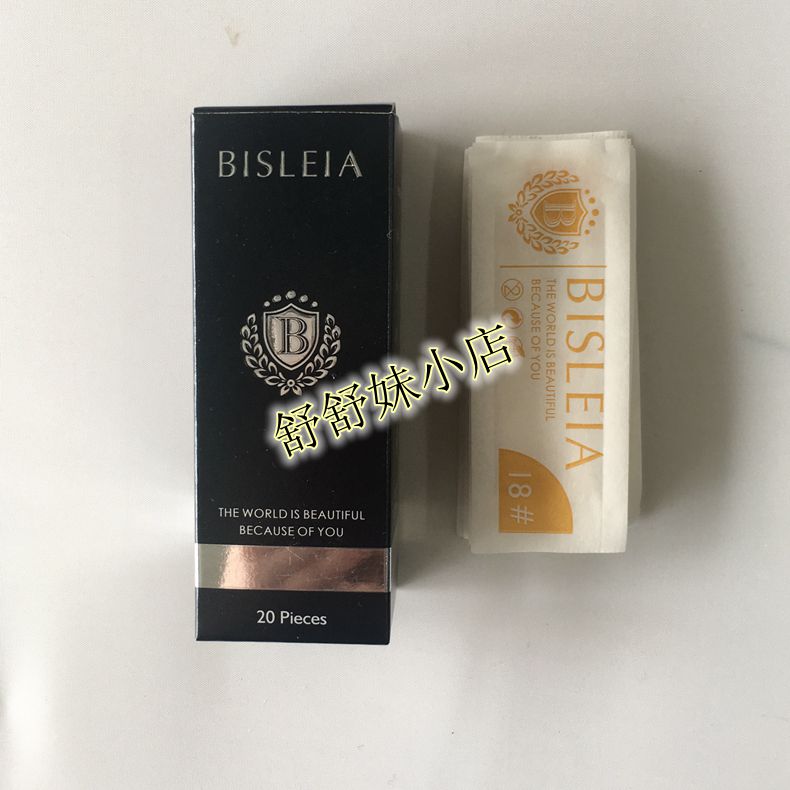 BISLEIA
B
THE WORLD IS BEAUTIFUL
BECAUSE OF YOU
20 Pieces
B
BISLEIA
THE WORLD IS BEAUTIFUL
BECAUSE OF YOU
18#
舒舒妹小店